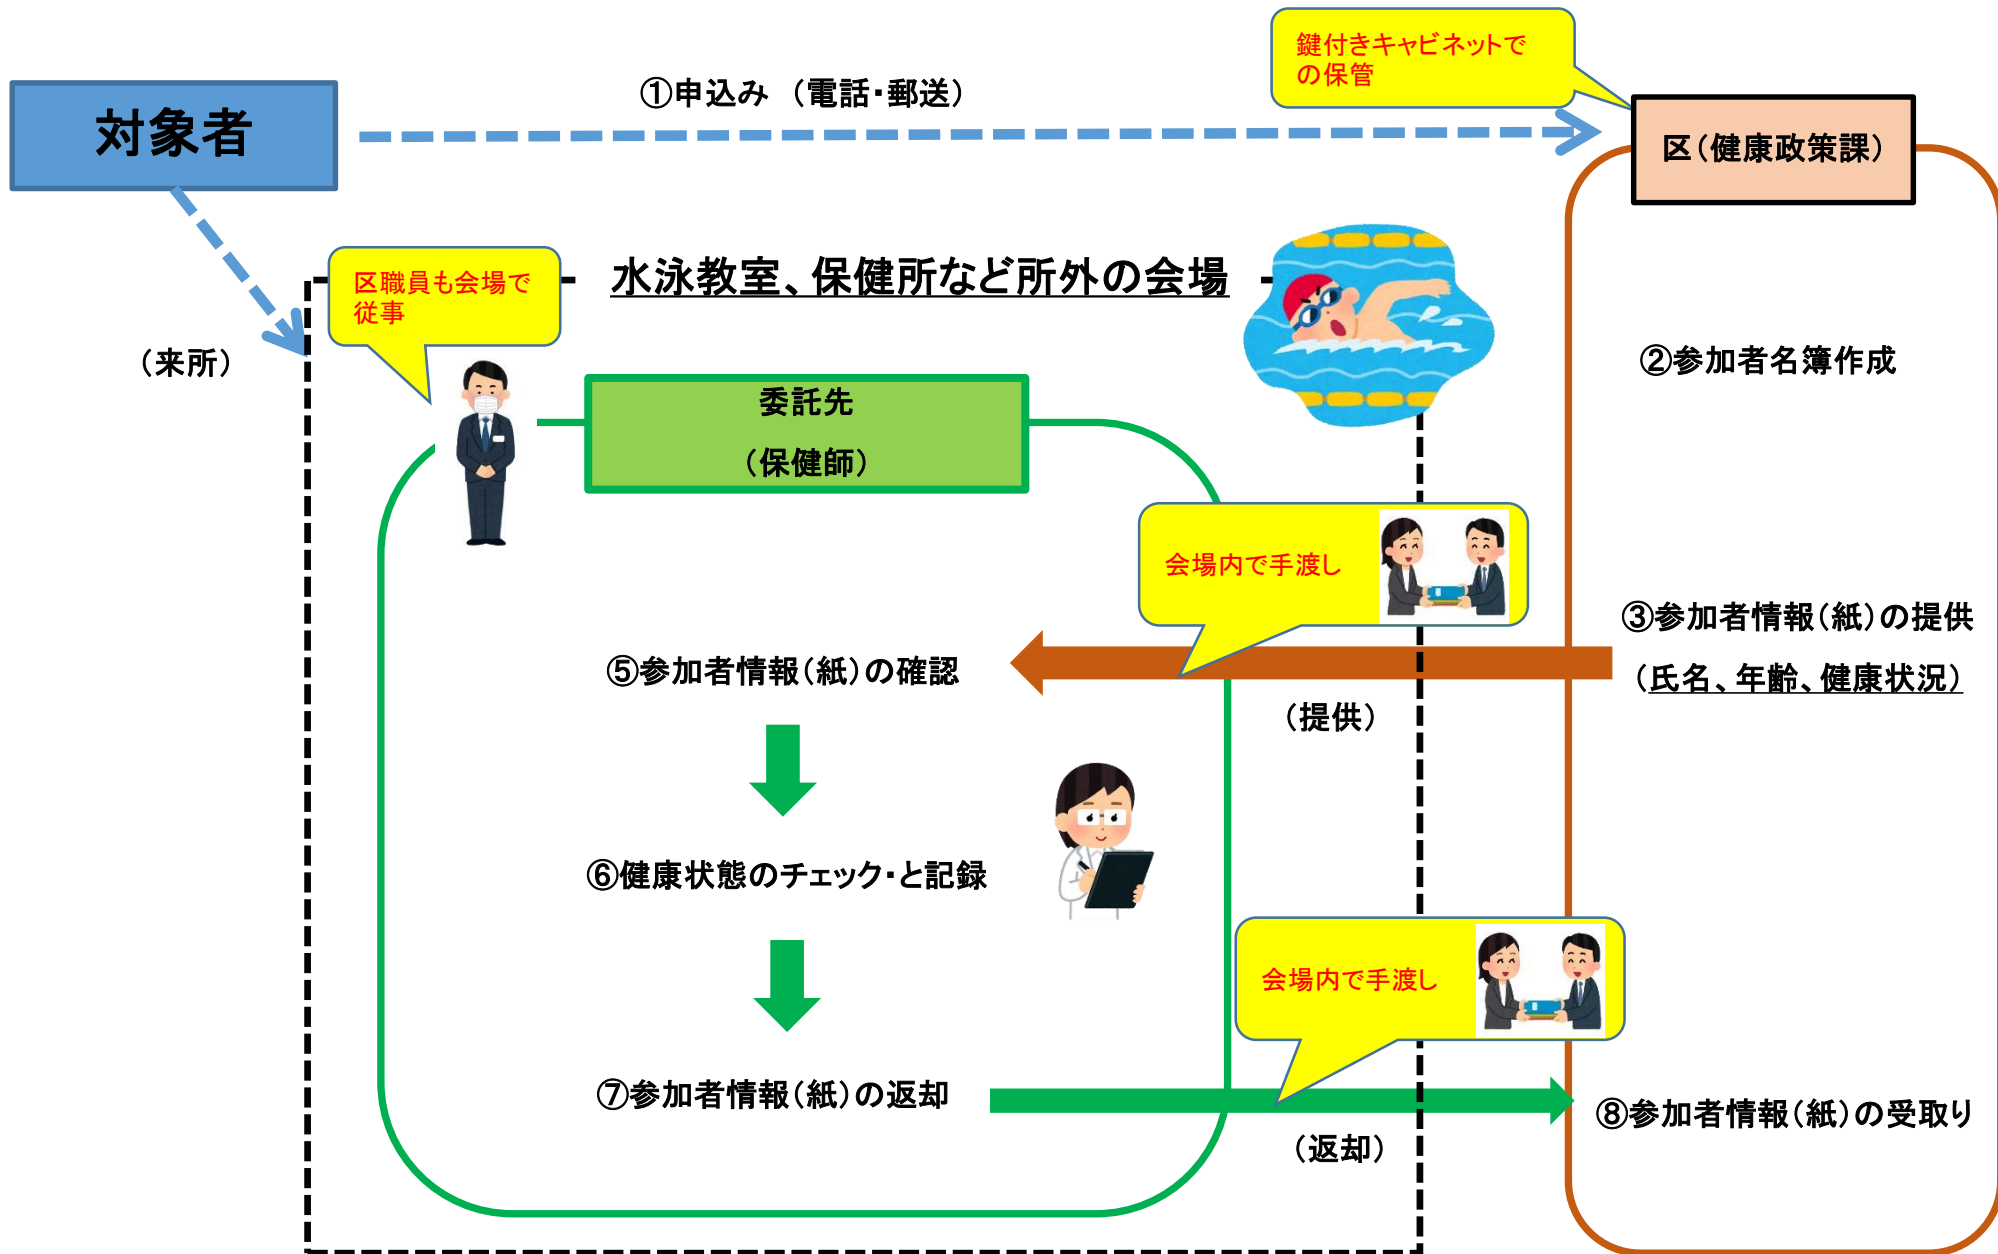 鍵付きキャビネットで
の保管
①申込み （電話・郵送）
対象者
区（健康政策課）
区職員も会場で
従事
水泳教室、保健所など所外の会場
（来所）
②参加者名簿作成
委託先
（保健師）
会場内で手渡し
③参加者情報（紙）の提供
（氏名、年齢、健康状況）
⑤参加者情報（紙）の確認
（提供）
⑥健康状態のチェック・と記録
会場内で手渡し
⑦参加者情報（紙）の返却
⑧参加者情報（紙）の受取り
（返却）